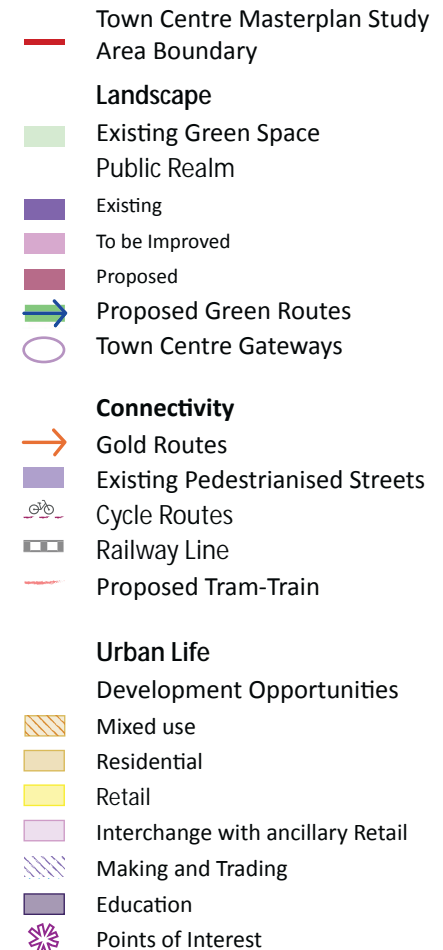 Town Centre Masterplan Study
Area Boundary
Landscape
Existing Green Space
Public Realm
Existing
To be Improved
Proposed
Proposed Green Routes
Town Centre Gateways
Connectivity
Gold Routes
Existing Pedestrianised Streets
Cycle Routes
Railway Line
Proposed Tram-Train
Urban Life
Development Opportunities
Mixed use
Residential
Retail
Interchange with ancillary Retail
Making and Trading
Education
Points of Interest